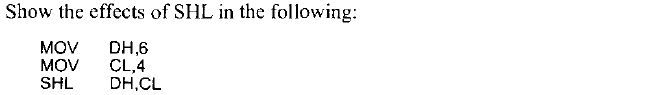 Show the effects of SHL in the following:
MOV DH,6
MOV CL,4
SHL DH,CL